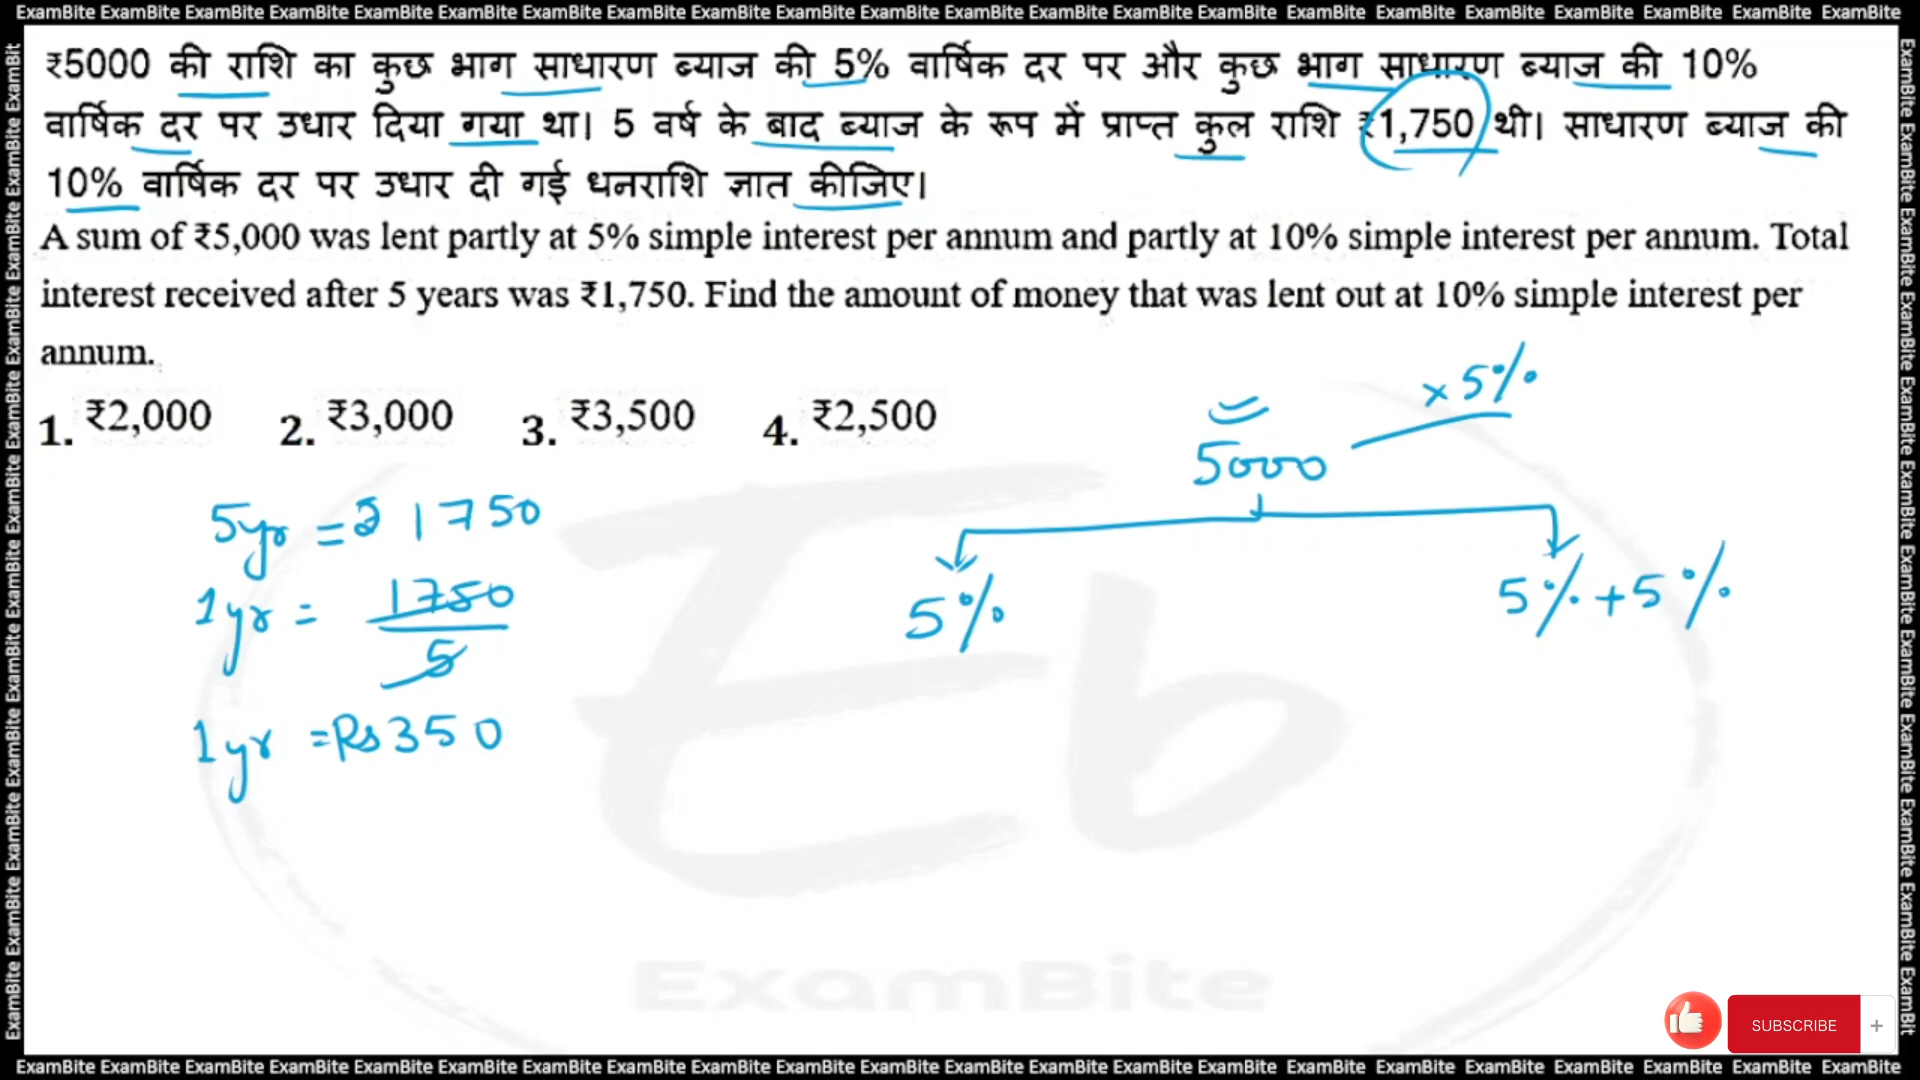 ExamBite ExamBite ExamBite ExamBite ExamBite ExamBite ExamBite ExamBite ExamBite ExamBite ExamBite ExamBite ExamBite ExamBite ExamBite ExamBite ExamBite ExamBite ExamBite ExamBite ExamBite ExamBite
₹5000 की राशि का कुछ भाग साधारण ब्याज की 5% वार्षिक दर पर और कुछ भाग साधारण ब्याज की 10%
वार्षिक दर पर उधार दिया गया था। 5 वर्ष के बाद ब्याज के रूप में प्राप्त कुल राशि ₹1,750 थी। साधारण ब्याज की
10% वार्षिक दर पर उधार दी गई धनराशि ज्ञात कीजिए।
A sum of ₹5,000 was lent partly at 5% simple interest per annum and partly at 10% simple interest per annum. Total
interest received after 5 years was ₹1,750. Find the amount of money that was lent out at 10% simple interest per
annum.
1. ₹2,000 2. ₹3,000 3. ₹3,500 4. ₹2,500
× 5%
5000
5yr = ₹ 1750
5% 5% + 5%
1yr = 1750
5
1yr = Rs 350
Eb
ExamBite
SUBSCRIBE +
ExamBite ExamBite ExamBite ExamBite ExamBite ExamBite ExamBite ExamBite ExamBite ExamBite ExamBite ExamBite ExamBite ExamBite ExamBite ExamBite ExamBite ExamBite ExamBite ExamBite ExamBite ExamBite